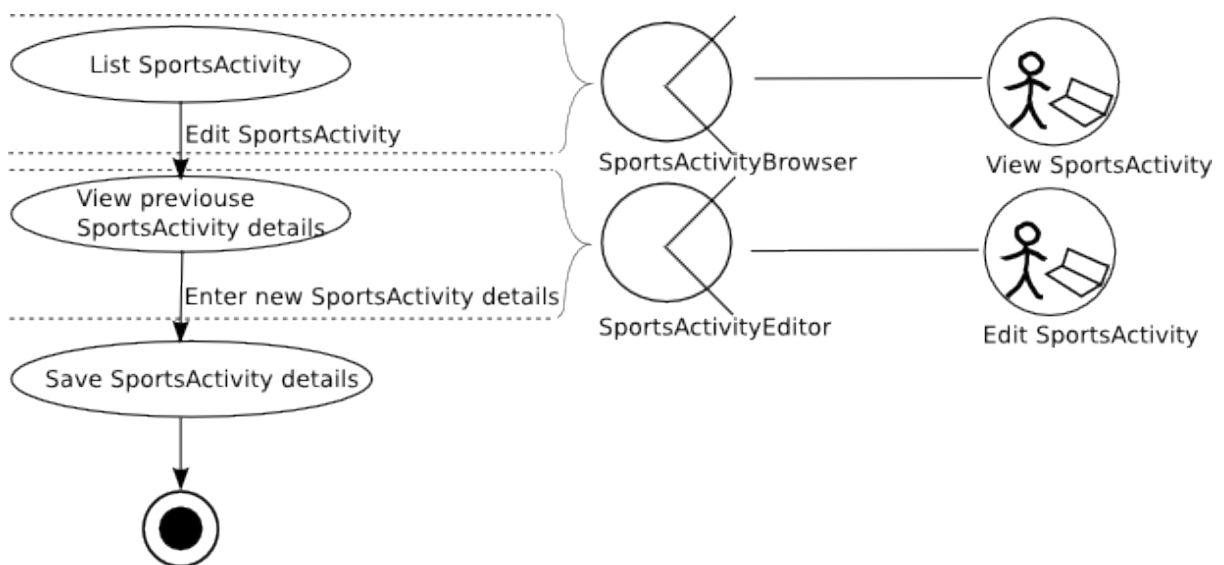 List SportsActivity
Edit SportsActivity
SportsActivityBrowser
View SportsActivity
View previouse
SportsActivity details
Enter new SportsActivity details
SportsActivityEditor
Edit SportsActivity
Save SportsActivity details